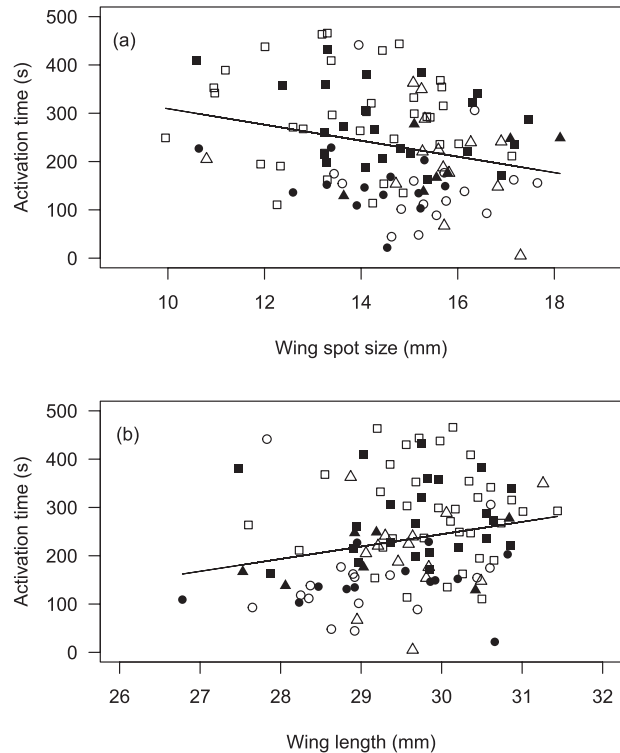 (a)
Activation time (s)
500
400
300
200
100
0
10 12 14 16 18
Wing spot size (mm)
(b)
Activation time (s)
500
400
300
200
100
0
26 27 28 29 30 31 32
Wing length (mm)